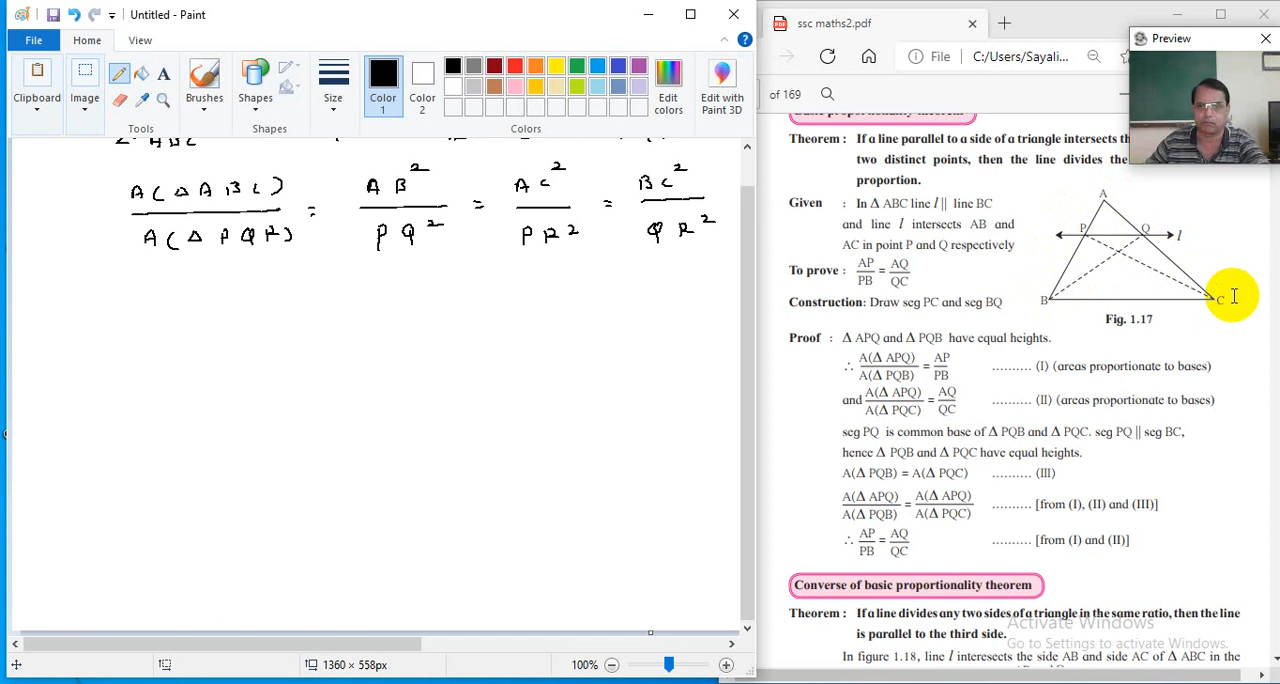 Untitled - Paint
File
Home
View
Clipboard
Image
Tools
Brushes
Shapes
Shapes
Size
Color 1
Color 2
Edit colors
Colors
Edit with Paint 3D
A(Δ ABC) / A(Δ PQR) = AB² / PQ² = AC² / PR² = BC² / QR²
1360 × 558px
100%
ssc maths2.pdf
File
C:/Users/Sayali...
of 169
Preview
Basic proportionality theorem
Theorem : If a line parallel to a side of a triangle intersects th
two distinct points, then the line divides the
proportion.
Given : In Δ ABC line l || line BC
and line l intersects AB and
AC in point P and Q respectively
To prove : AP/PB = AQ/QC
Construction: Draw seg PC and seg BQ
A
P
Q
l
B
C
Fig. 1.17
Proof : Δ APQ and Δ PQB have equal heights.
∴ A(Δ APQ)/A(Δ PQB) = AP/PB .......... (I) (areas proportionate to bases)
and A(Δ APQ)/A(Δ PQC) = AQ/QC .......... (II) (areas proportionate to bases)
seg PQ is common base of Δ PQB and Δ PQC. seg PQ || seg BC,
hence Δ PQB and Δ PQC have equal heights.
A(Δ PQB) = A(Δ PQC) .......... (III)
A(Δ APQ)/A(Δ PQB) = A(Δ APQ)/A(Δ PQC) .......... [from (I), (II) and (III)]
∴ AP/PB = AQ/QC .......... [from (I) and (II)]
Converse of basic proportionality theorem
Theorem : If a line divides any two sides of a triangle in the same ratio, then the line
is parallel to the third side.
In figure 1.18, line l interesects the side AB and side AC of Δ ABC in the
Activate Windows
Go to Settings to activate Windows.